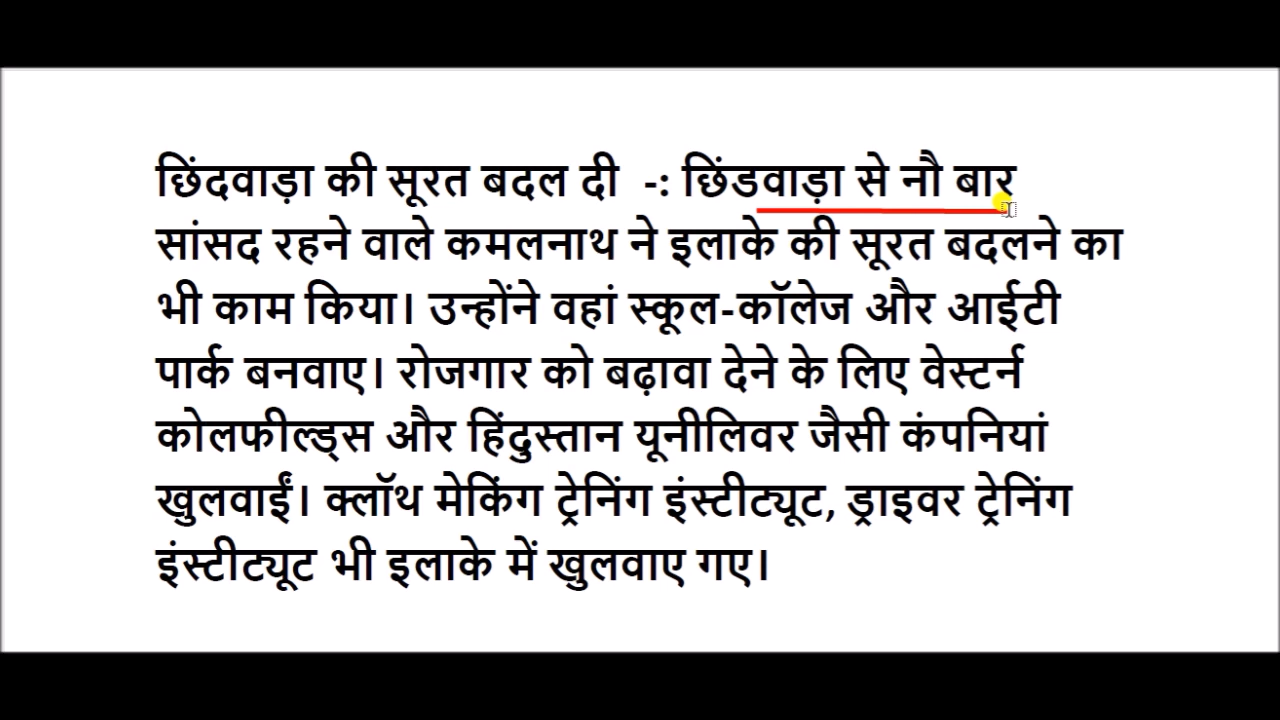 छिंदवाड़ा की सूरत बदल दी -: छिंडवाड़ा से नौ बार
सांसद रहने वाले कमलनाथ ने इलाके की सूरत बदलने का
भी काम किया। उन्होंने वहां स्कूल-कॉलेज और आईटी
पार्क बनवाए। रोजगार को बढ़ावा देने के लिए वेस्टर्न
कोलफील्ड्स और हिंदुस्तान यूनीलिवर जैसी कंपनियां
खुलवाईं। क्लॉथ मेकिंग ट्रेनिंग इंस्टीट्यूट, ड्राइवर ट्रेनिंग
इंस्टीट्यूट भी इलाके में खुलवाए गए।